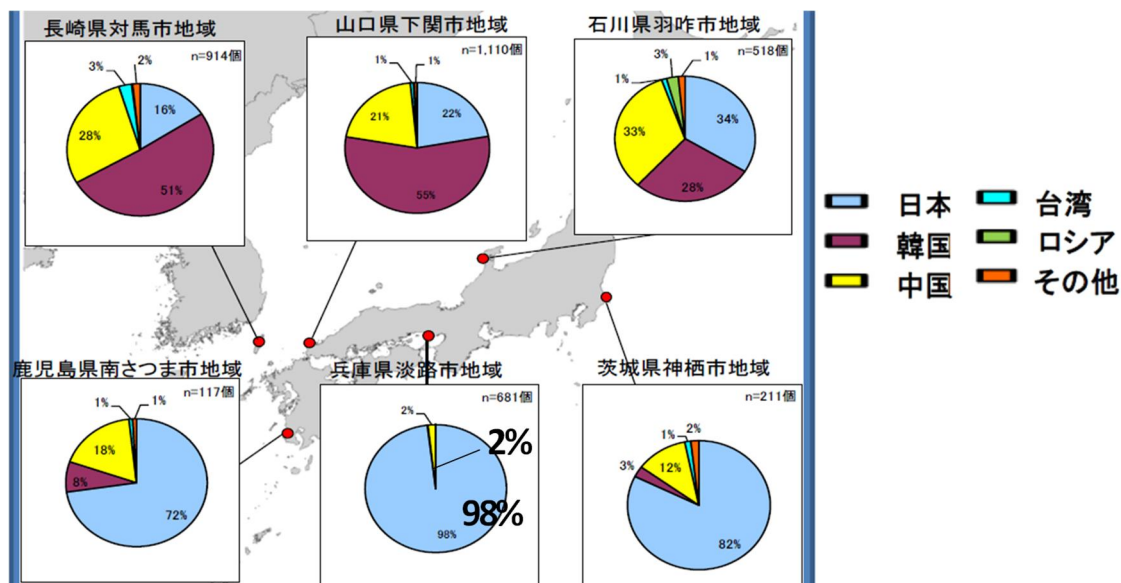 長崎県対馬市地域
n=914個
3%
2%
16%
28%
51%
山口県下関市地域
n=1,110個
1%
1%
22%
21%
55%
石川県羽咋市地域
n=518個
3%
1%
1%
34%
33%
28%
日本
韓国
中国
台湾
ロシア
その他
鹿児島県南さつま市地域
n=117個
1%
1%
18%
8%
72%
兵庫県淡路市地域
n=681個
2%
2%
98%
98%
茨城県神栖市地域
n=211個
2%
1%
3%
12%
82%